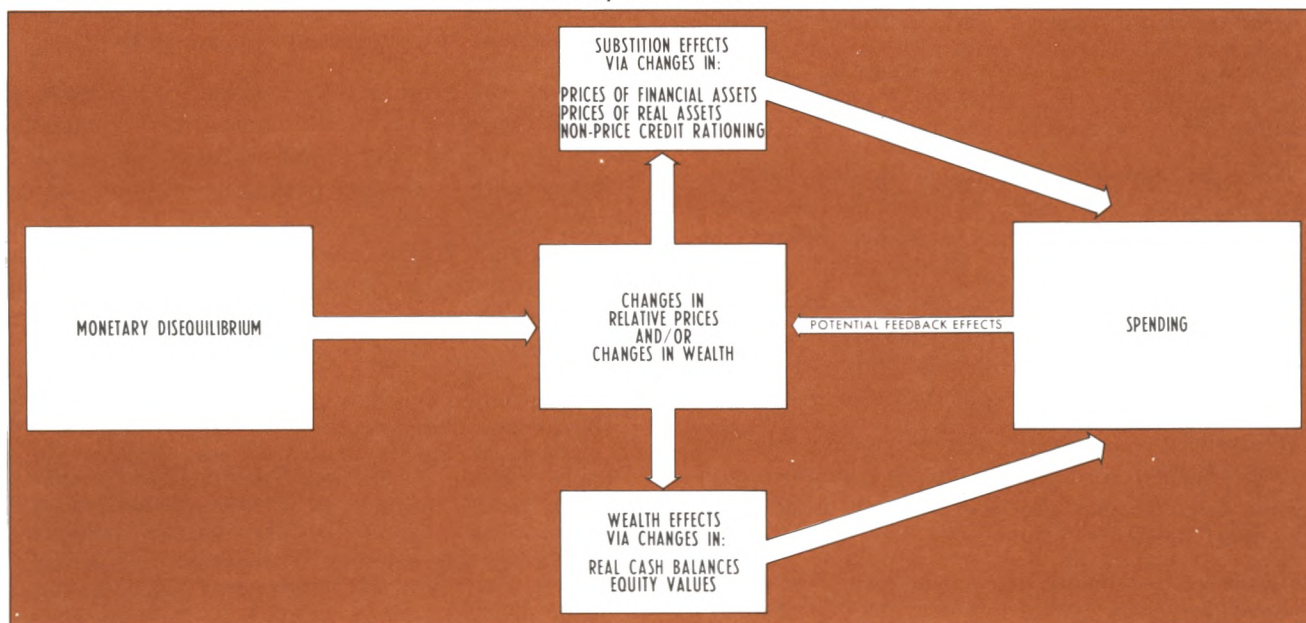 SUBSTITION EFFECTS
VIA CHANGES IN:
PRICES OF FINANCIAL ASSETS
PRICES OF REAL ASSETS
NON-PRICE CREDIT RATIONING
MONETARY DISEQUILIBRIUM
CHANGES IN
RELATIVE PRICES
AND/OR
CHANGES IN WEALTH
POTENTIAL FEEDBACK EFFECTS
SPENDING
WEALTH EFFECTS
VIA CHANGES IN:
REAL CASH BALANCES
EQUITY VALUES